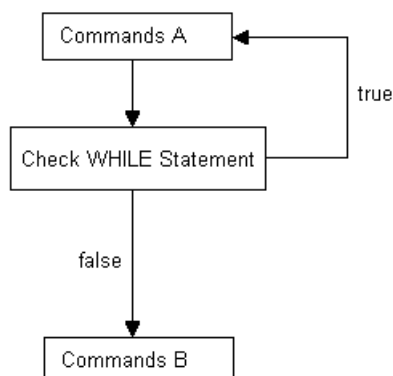 Commands A
true
Check WHILE Statement
false
Commands B